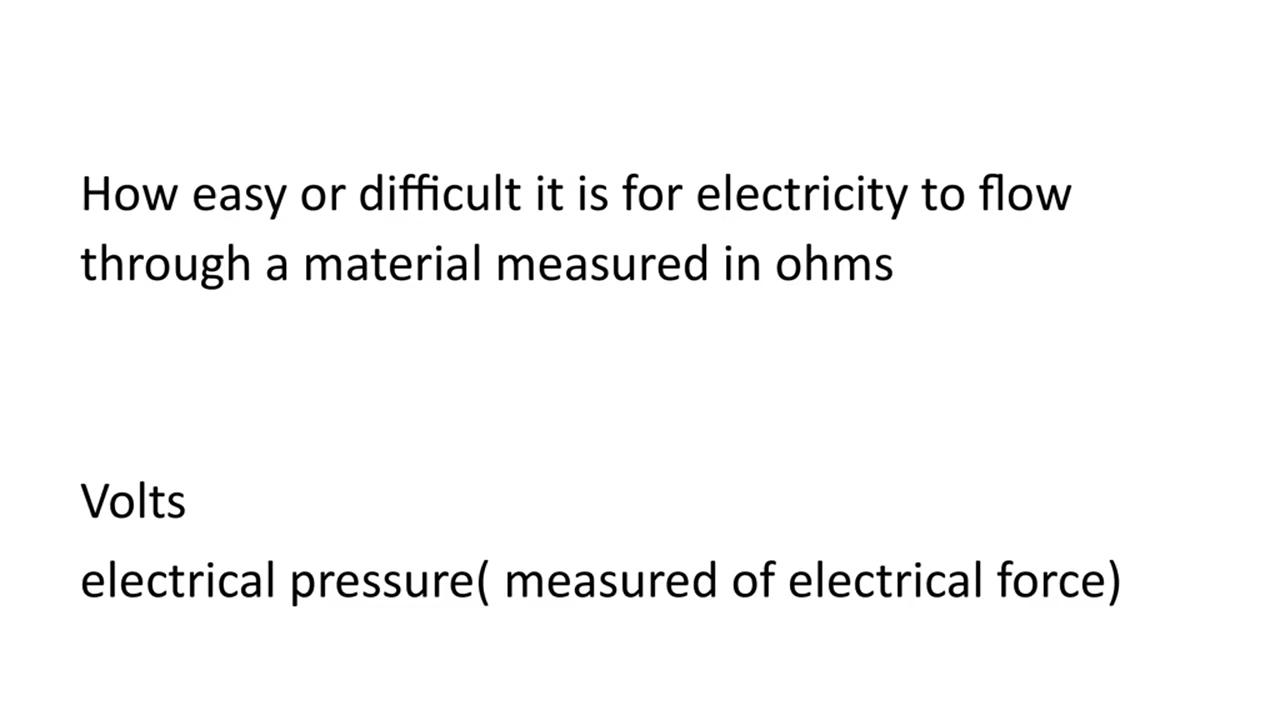 How easy or difficult it is for electricity to flow
through a material measured in ohms
Volts
electrical pressure( measured of electrical force)